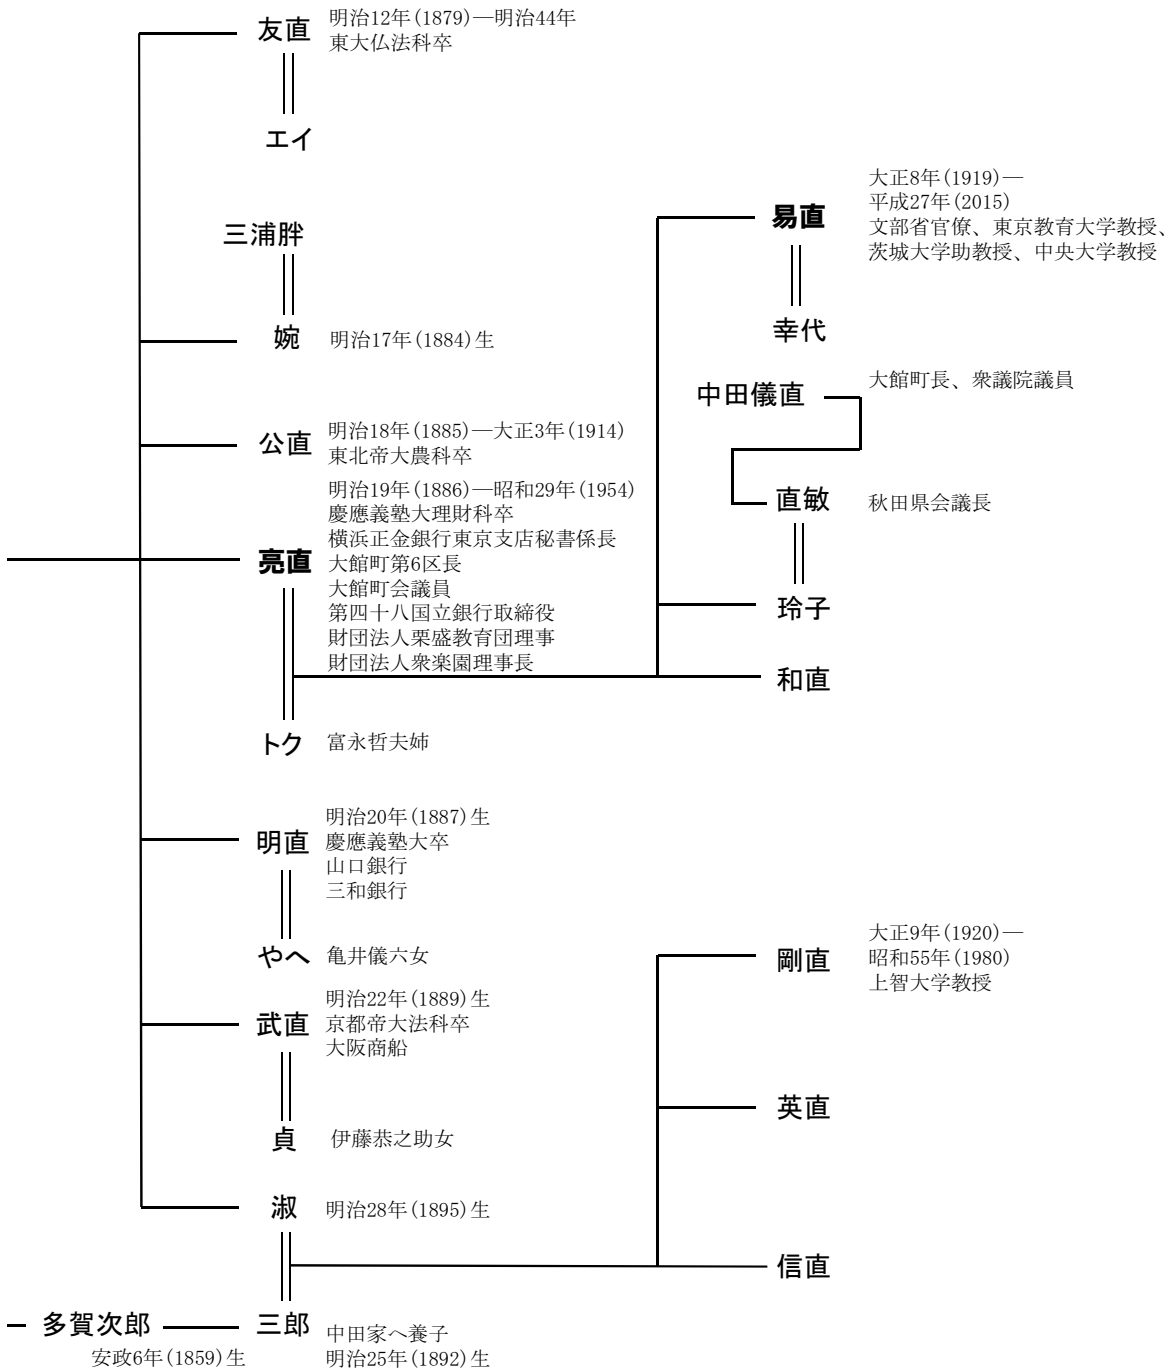 友直
明治12年(1879)―明治44年
東大仏法科卒
エイ
三浦胖
婉
明治17年(1884)生
公直
明治18年(1885)―大正3年(1914)
東北帝大農科卒
亮直
明治19年(1886)―昭和29年(1954)
慶應義塾大理財科卒
横浜正金銀行東京支店秘書係長
大館町第6区長
大館町会議員
第四十八国立銀行取締役
財団法人栗盛教育団理事
財団法人衆楽園理事長
トク
富永哲夫姉
明直
明治20年(1887)生
慶應義塾大卒
山口銀行
三和銀行
やへ
亀井儀六女
武直
明治22年(1889)生
京都帝大法科卒
大阪商船
貞
伊藤恭之助女
淑
明治28年(1895)生
多賀次郎
安政6年(1859)生
三郎
中田家へ養子
明治25年(1892)生
易直
大正8年(1919)―
平成27年(2015)
文部省官僚、東京教育大学教授、
茨城大学助教授、中央大学教授
幸代
中田儀直
大館町長、衆議院議員
直敏
秋田県会議長
玲子
和直
剛直
大正9年(1920)―
昭和55年(1980)
上智大学教授
英直
信直